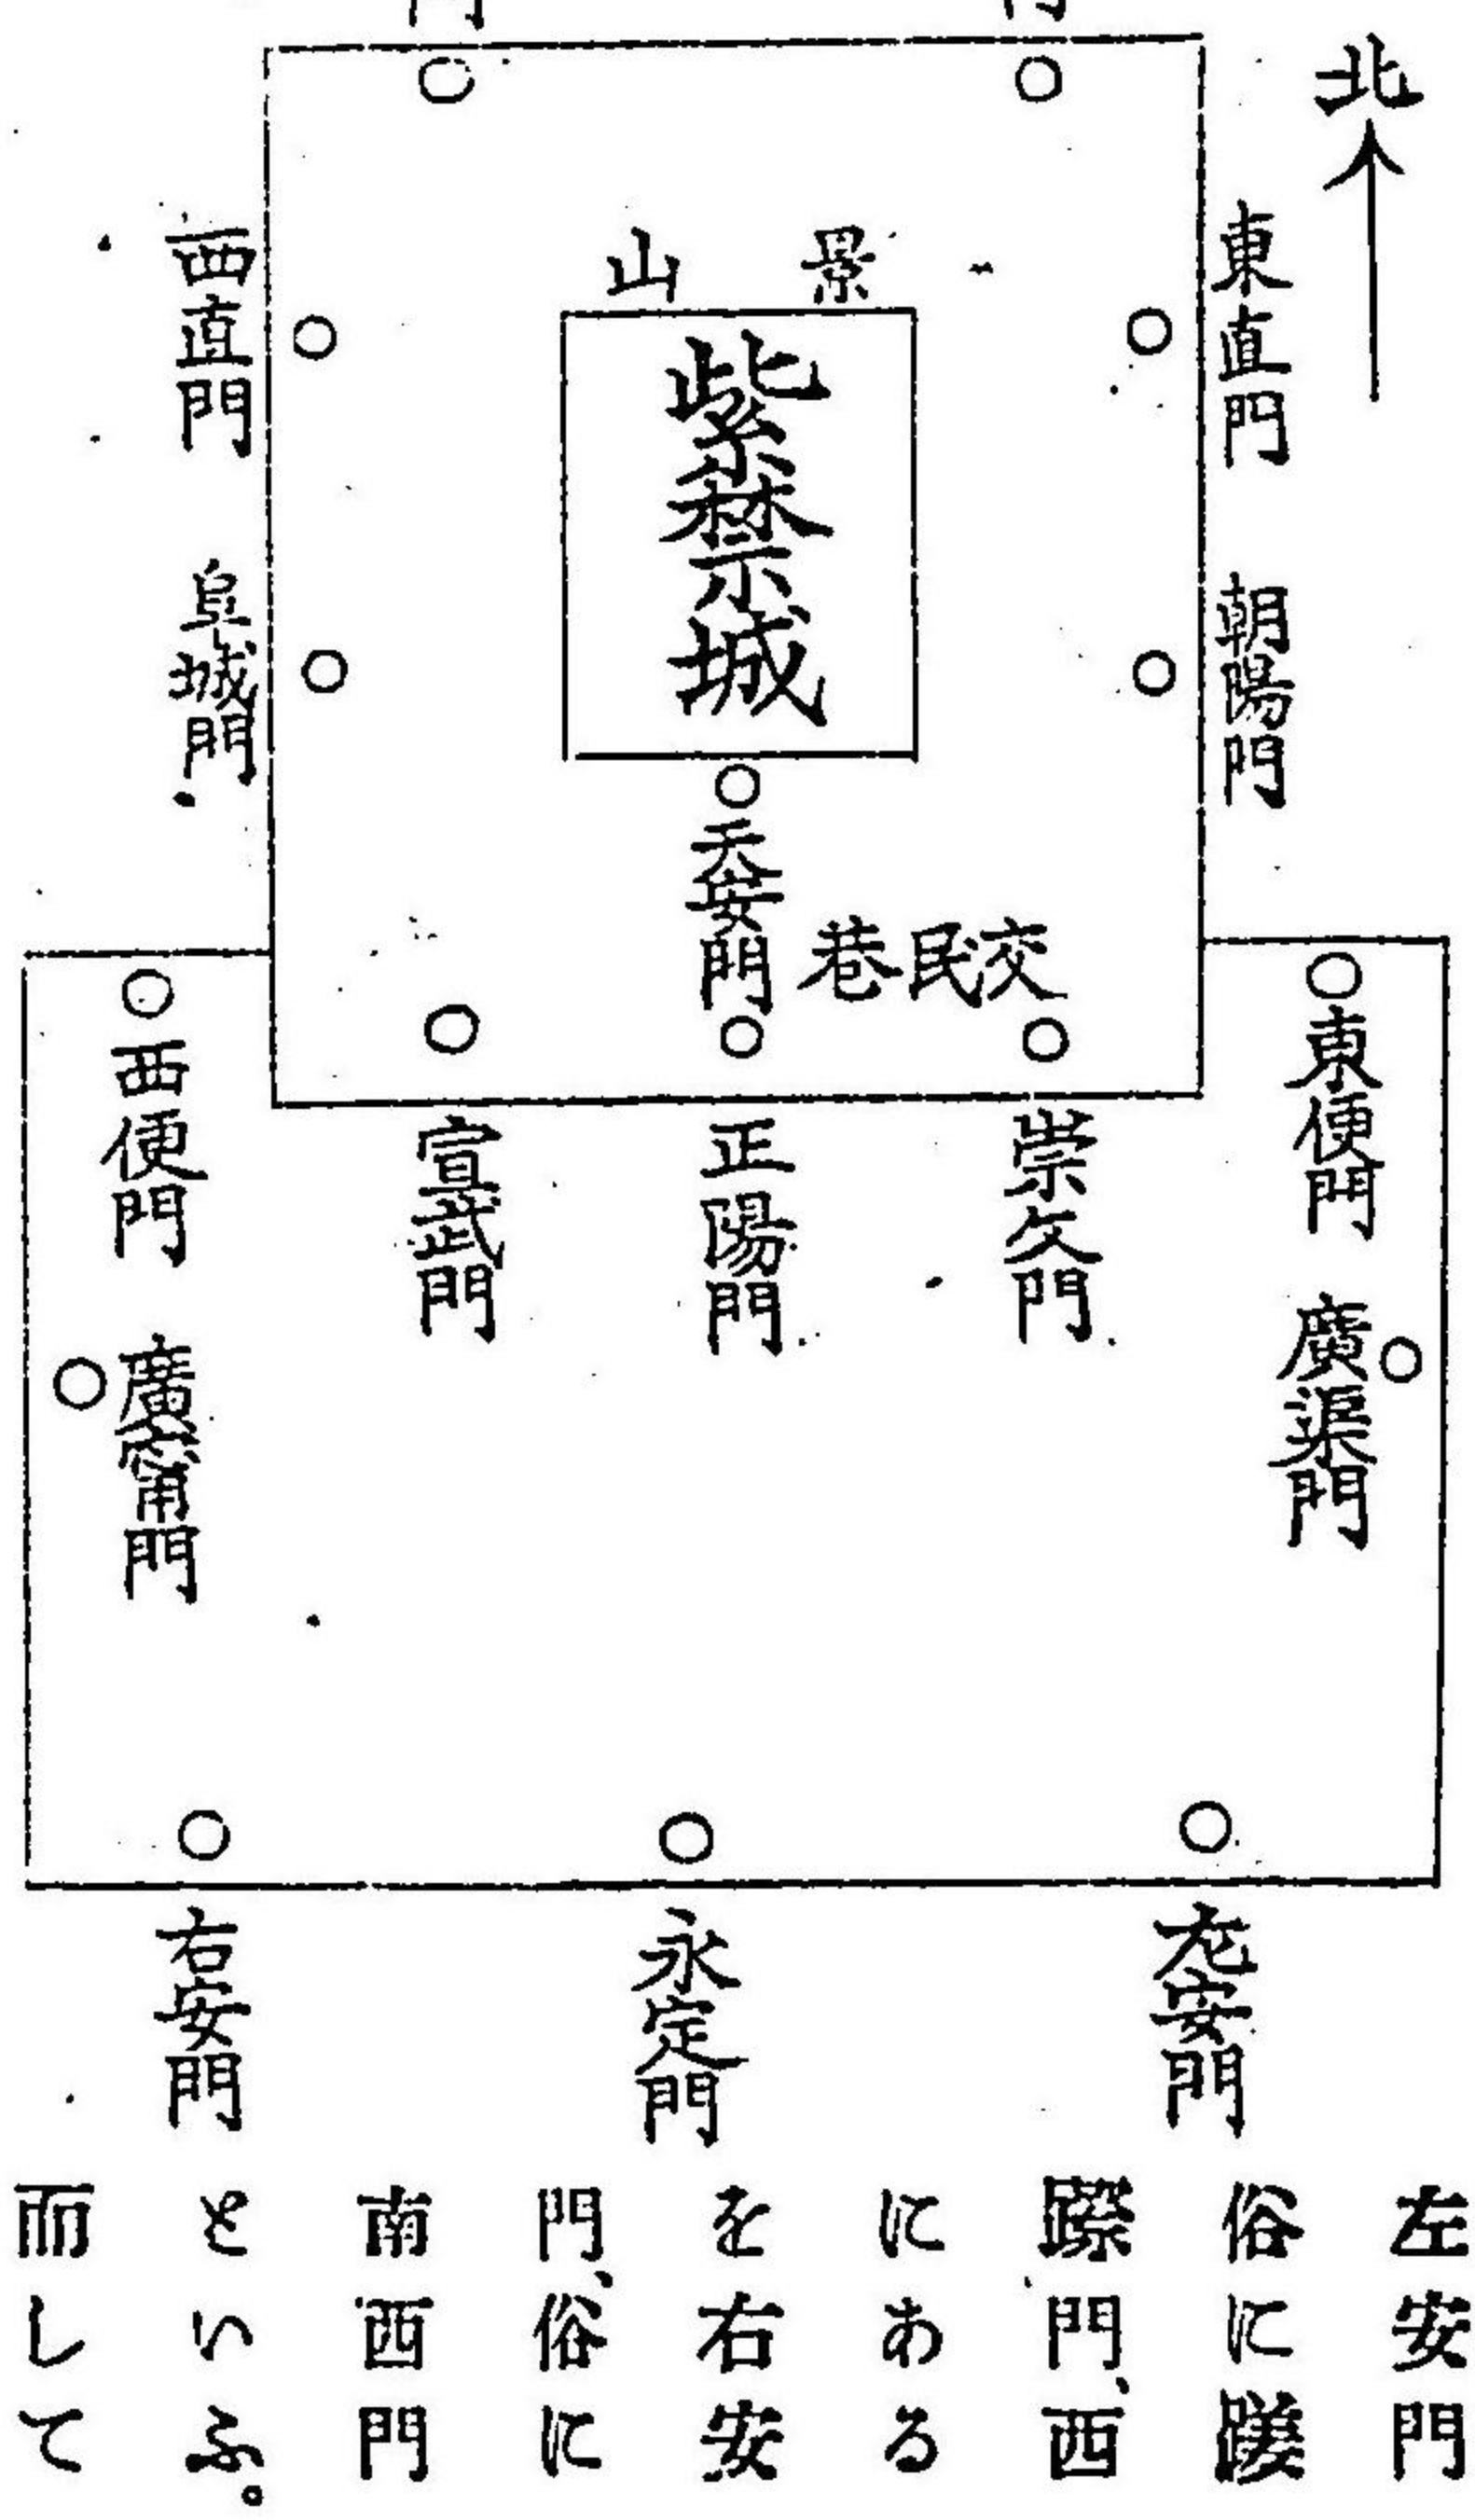 北
東直門
朝陽門
景山
紫禁城
天安門
交民巷
西直門
阜城門
東便門
廣渠門
崇文門
正陽門
宣武門
西便門
廣甯門
左安門
永定門
右安門
左安門
俗に蹊
蹊門、西
にある
を右安
門、俗に
南西門
といふ。
而して